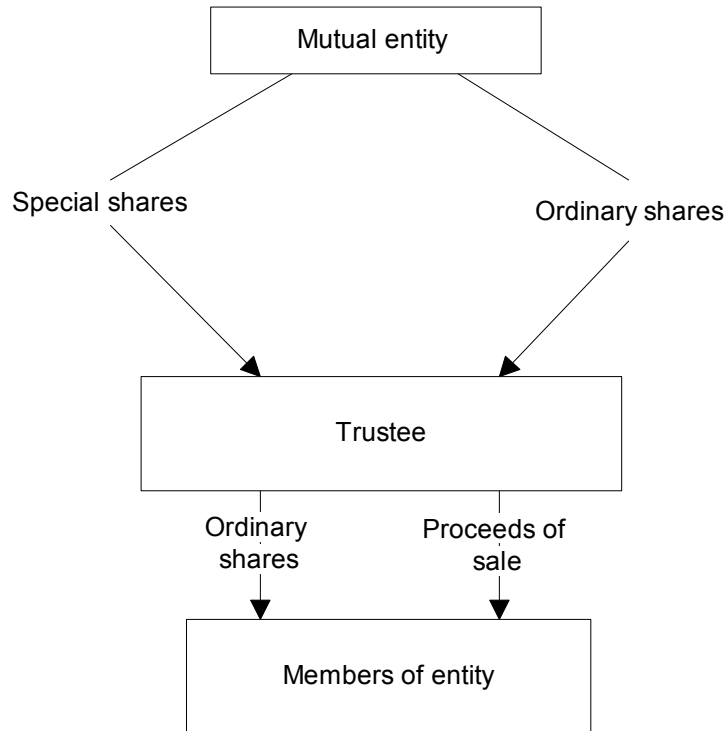 Mutual entity
Special shares
Ordinary shares
Trustee
Ordinary
shares
Proceeds of
sale
Members of entity